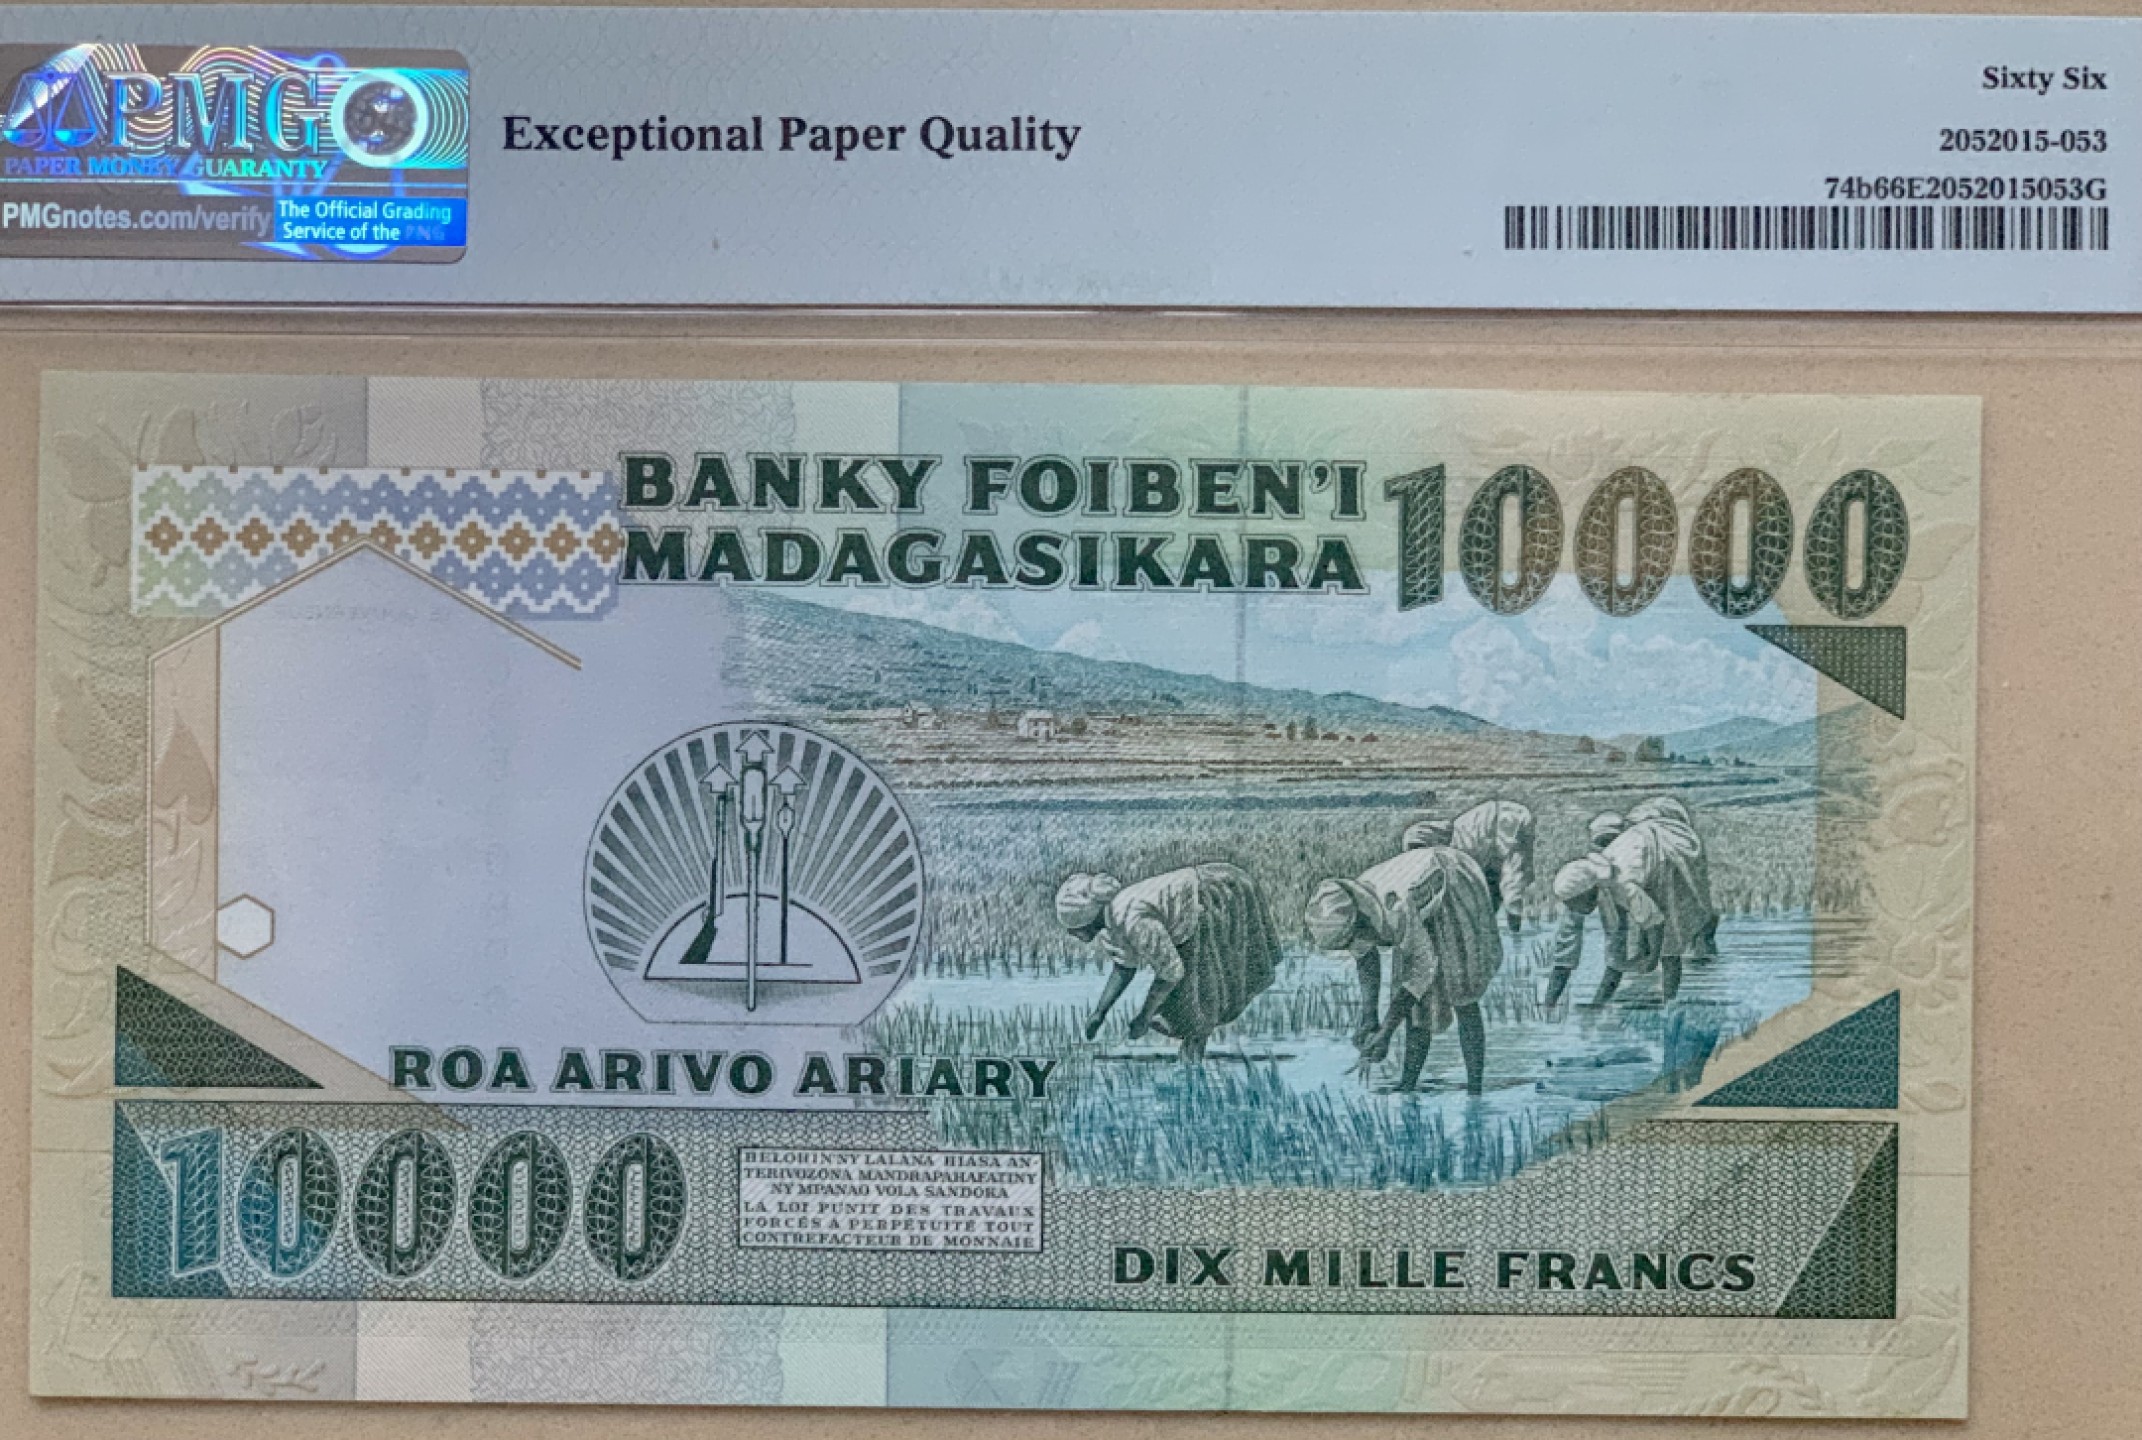 PMG
PAPER MONEY GUARANTY
PMGnotes.com/verify
The Official Grading
Service of the PNG
Exceptional Paper Quality
Sixty Six
2052015-053
74b66E2052015053G
BANKY FOIBEN'I
MADAGASIKARA
10000
ROA ARIVO ARIARY
10000
HELOHIN'NY LALANA HIASA AN-
TERIVOZONA MANDRAPAHAFATINY
NY MPANAO VOLA SANDOKA
LA LOI PUNIT DES TRAVAUX
FORCÉS A PERPÉTUITÉ TOUT
CONTREFACTEUR DE MONNAIE
DIX MILLE FRANCS